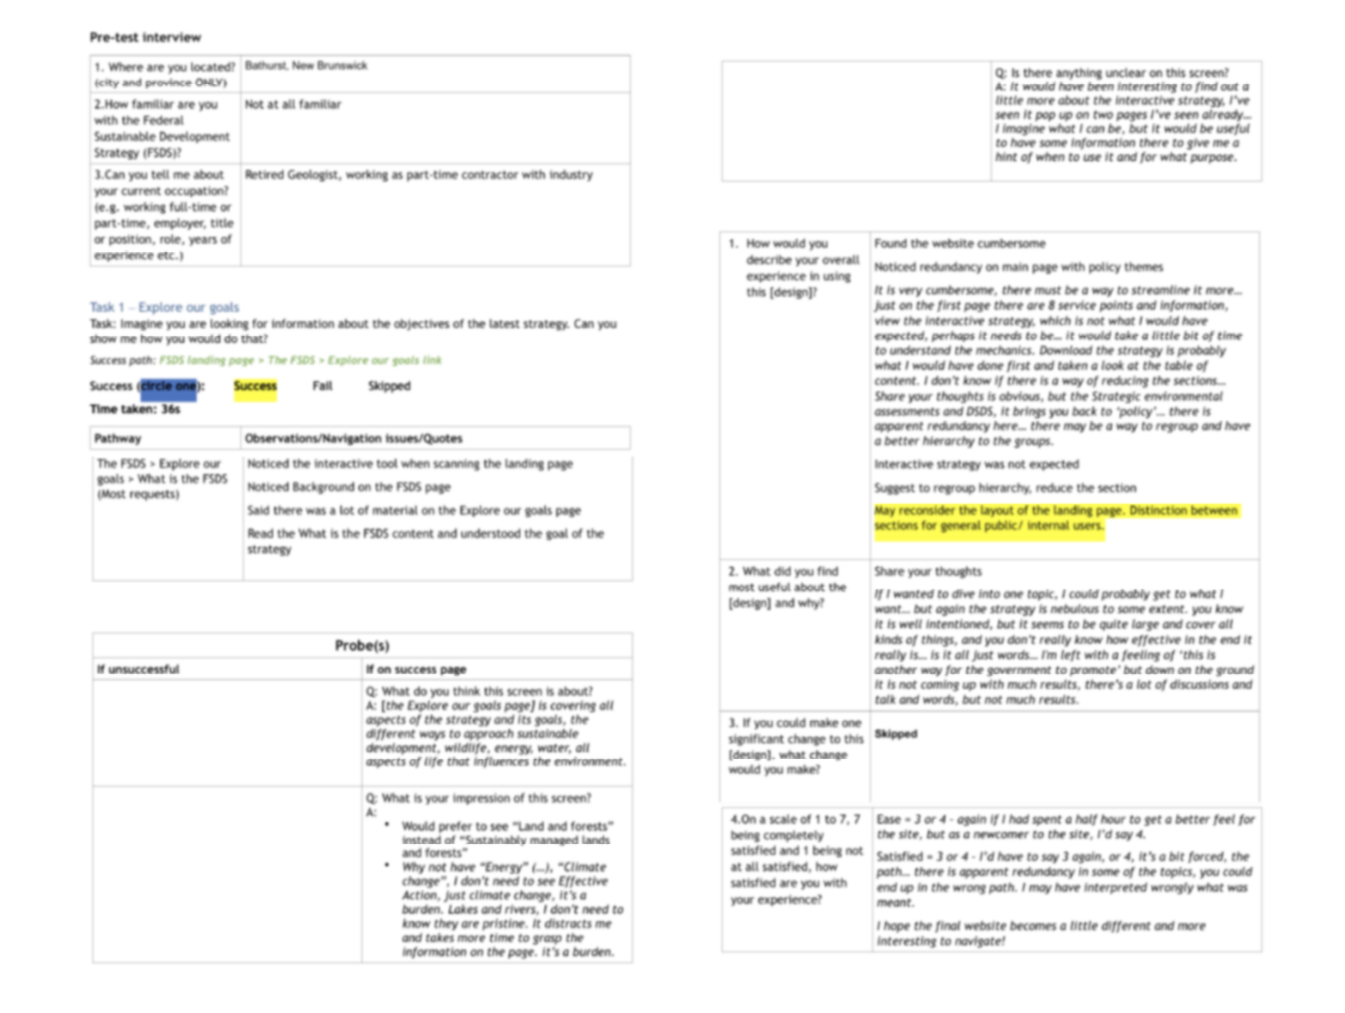 Pre-test interview
1. Where are you located?
(city and province ONLY)
Bathurst, New Brunswick
2.How familiar are you
with the Federal
Sustainable Development
Strategy (FSDS)?
Not at all familiar
3.Can you tell me about
your current occupation?
(e.g. working full-time or
part-time, employer, title
or position, role, years of
experience etc.)
Retired Geologist, working as part-time contractor with industry
Task 1 – Explore our goals
Task: Imagine you are looking for information about the objectives of the latest strategy. Can you
show me how you would do that?
Success path: FSDS landing page > The FSDS > Explore our goals link
Success (circle one): Success Fail Skipped
Time taken: 36s
Pathway
Observations/Navigation Issues/Quotes
The FSDS > Explore our
goals > What is the FSDS
(Most requests)
Noticed the interactive tool when scanning the landing page
Noticed Background on the FSDS page
Said there was a lot of material on the Explore our goals page
Read the What is the FSDS content and understood the goal of the
strategy
Probe(s)
If unsuccessful
If on success page
Q: What do you think this screen is about?
A: [the Explore our goals page] is covering all
aspects of the strategy and its goals, the
different ways to approach sustainable
development, wildlife, energy, water, all
aspects of life that influences the environment.
Q: What is your impression of this screen?
A:
• Would prefer to see “Land and forests”
instead of “Sustainably managed lands
and forests”
• Why not have “Energy” (…), “Climate
change”, I don’t need to see Effective
Action, just climate change, it’s a
burden. Lakes and rivers, I don’t need to
know they are pristine. It distracts me
and takes more time to grasp the
information on the page. it’s a burden.
Q: Is there anything unclear on this screen?
A: It would have been interesting to find out a
little more about the interactive strategy, I’ve
seen it pop up on two pages I’ve seen already…
I imagine what I can be, but it would be useful
to have some information there to give me a
hint of when to use it and for what purpose.
1. How would you
describe your overall
experience in using
this [design]?
Found the website cumbersome
Noticed redundancy on main page with policy themes
It is very cumbersome, there must be a way to streamline it more…
just on the first page there are 8 service points and information,
view the interactive strategy, which is not what I would have
expected, perhaps it needs to be… it would take a little bit of time
to understand the mechanics. Download the strategy is probably
what I would have done first and taken a look at the table of
content. I don’t know if there is a way of reducing the sections…
Share your thoughts is obvious, but the Strategic environmental
assessments and DSDS, it brings you back to ‘policy’… there is
apparent redundancy here… there may be a way to regroup and have
a better hierarchy to the groups.
Interactive strategy was not expected
Suggest to regroup hierarchy, reduce the section
May reconsider the layout of the landing page. Distinction between
sections for general public/ internal users.
2. What did you find
most useful about the
[design] and why?
Share your thoughts
If I wanted to dive into one topic, I could probably get to what I
want… but again the strategy is nebulous to some extent. you know
it is well intentioned, but it seems to be quite large and cover all
kinds of things, and you don’t really know how effective in the end it
really is… is it all just words… I’m left with a feeling of ‘this is
another way for the government to promote’ but down on the ground
it is not coming up with much results, there’s a lot of discussions and
talk and words, but not much results.
3. If you could make one
significant change to this
[design], what change
would you make?
Skipped
4.On a scale of 1 to 7, 7
being completely
satisfied and 1 being not
at all satisfied, how
satisfied are you with
your experience?
Ease = 3 or 4 – again if I had spent a half hour to get a better feel for
the site, but as a newcomer to the site, I’d say 4.
Satisfied = 3 or 4 – I’d have to say 3 again, or 4, it’s a bit forced, the
path… there is apparent redundancy in some of the topics, you could
end up in the wrong path. I may have interpreted wrongly what was
meant.
I hope the final website becomes a little different and more
interesting to navigate!